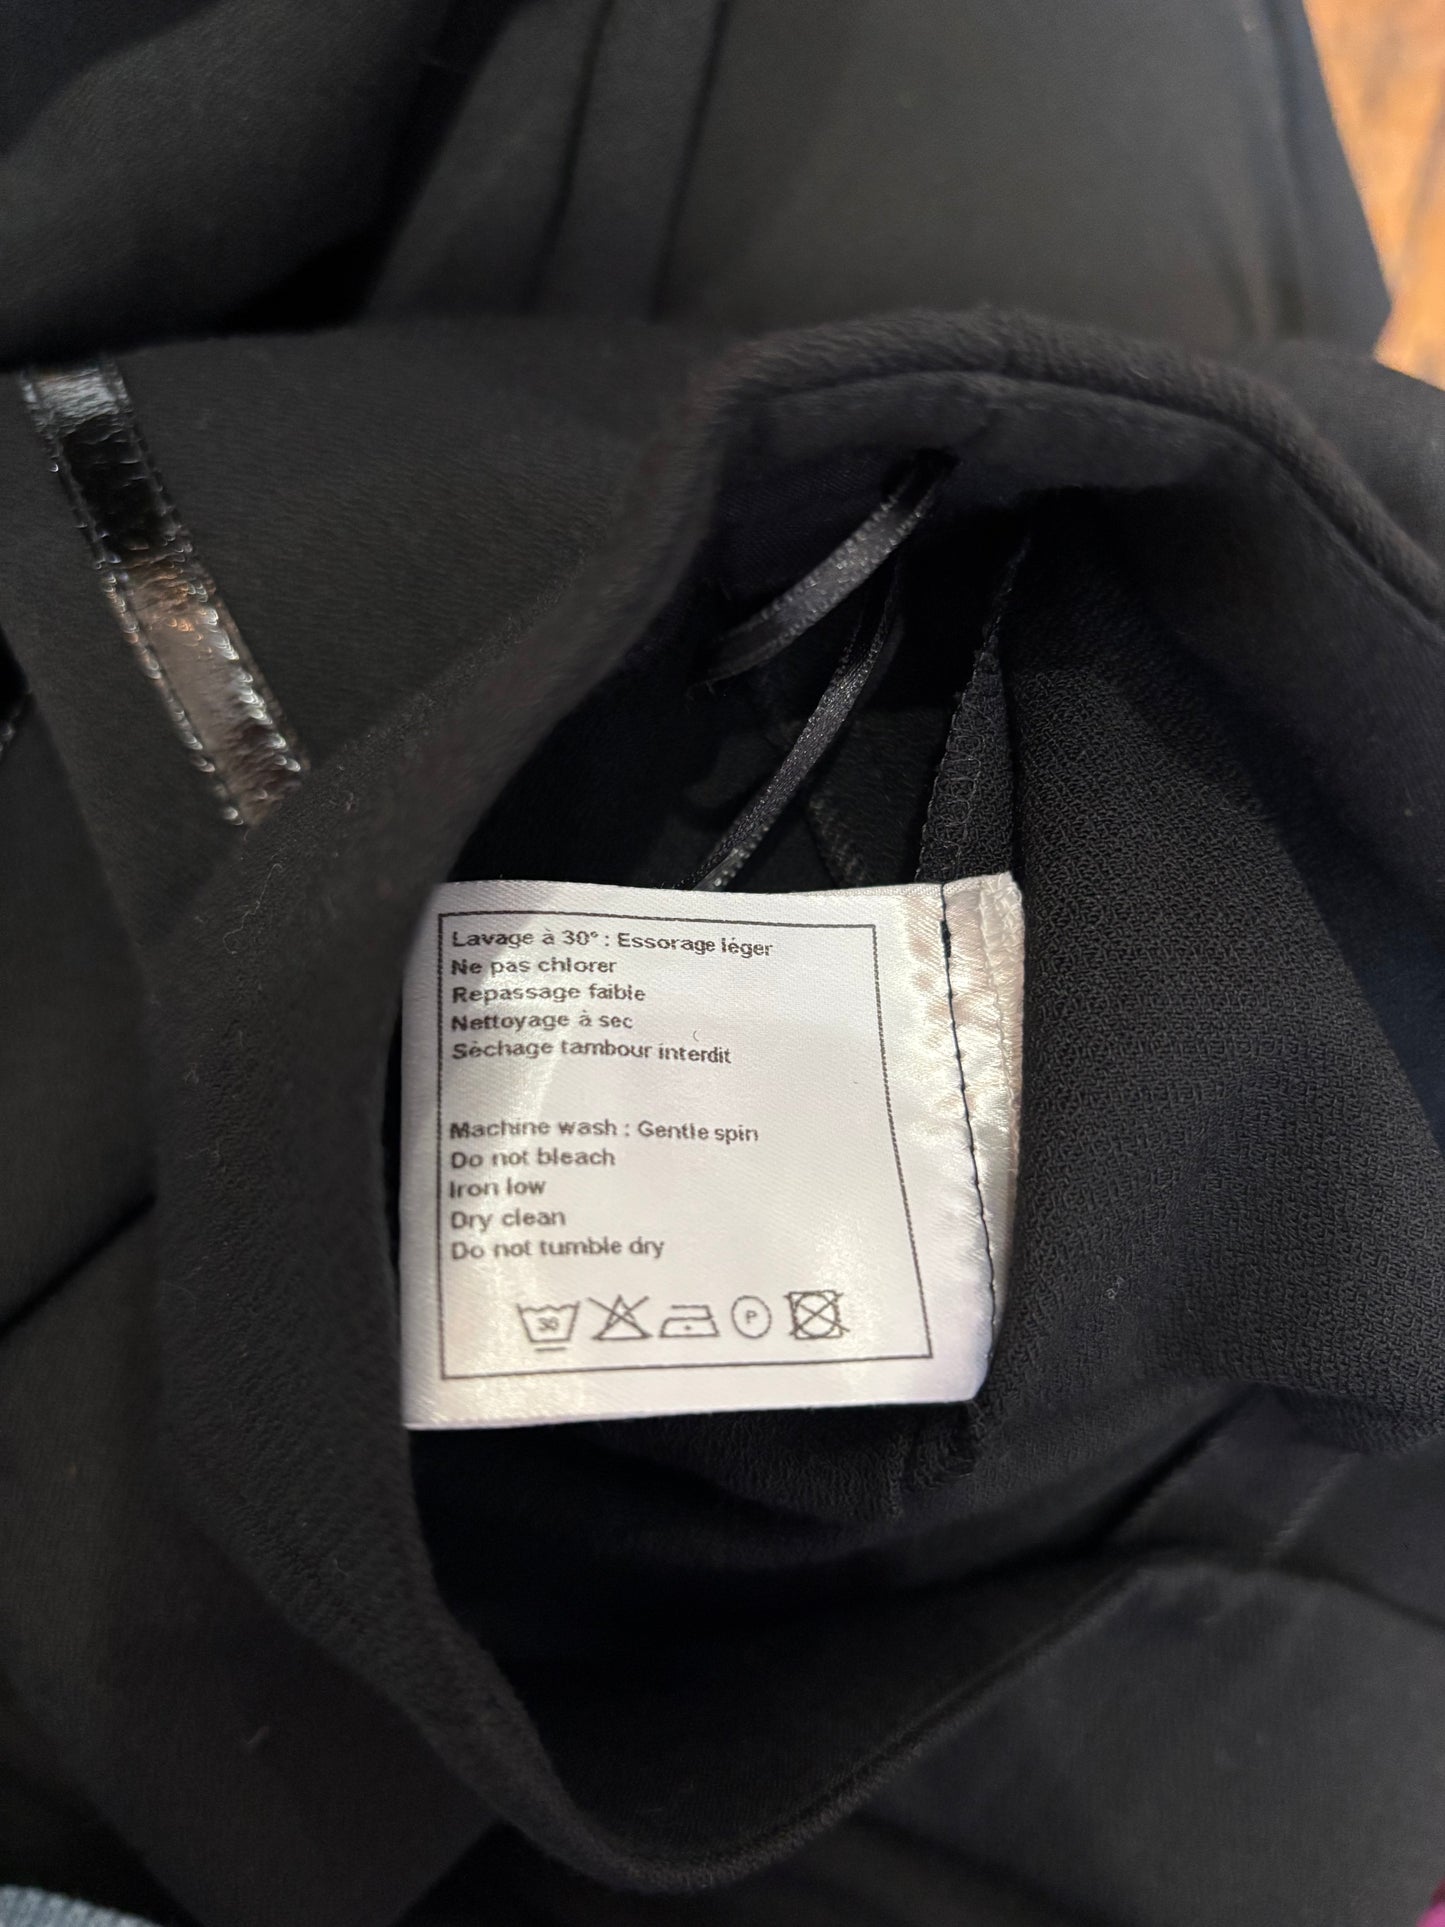 Lavage à 30° : Essorage léger
Ne pas chlorer
Repassage faible
Nettoyage à sec
Séchage tambour interdit
Machine wash : Gentle spin
Do not bleach
Iron low
Dry clean
Do not tumble dry
30 P